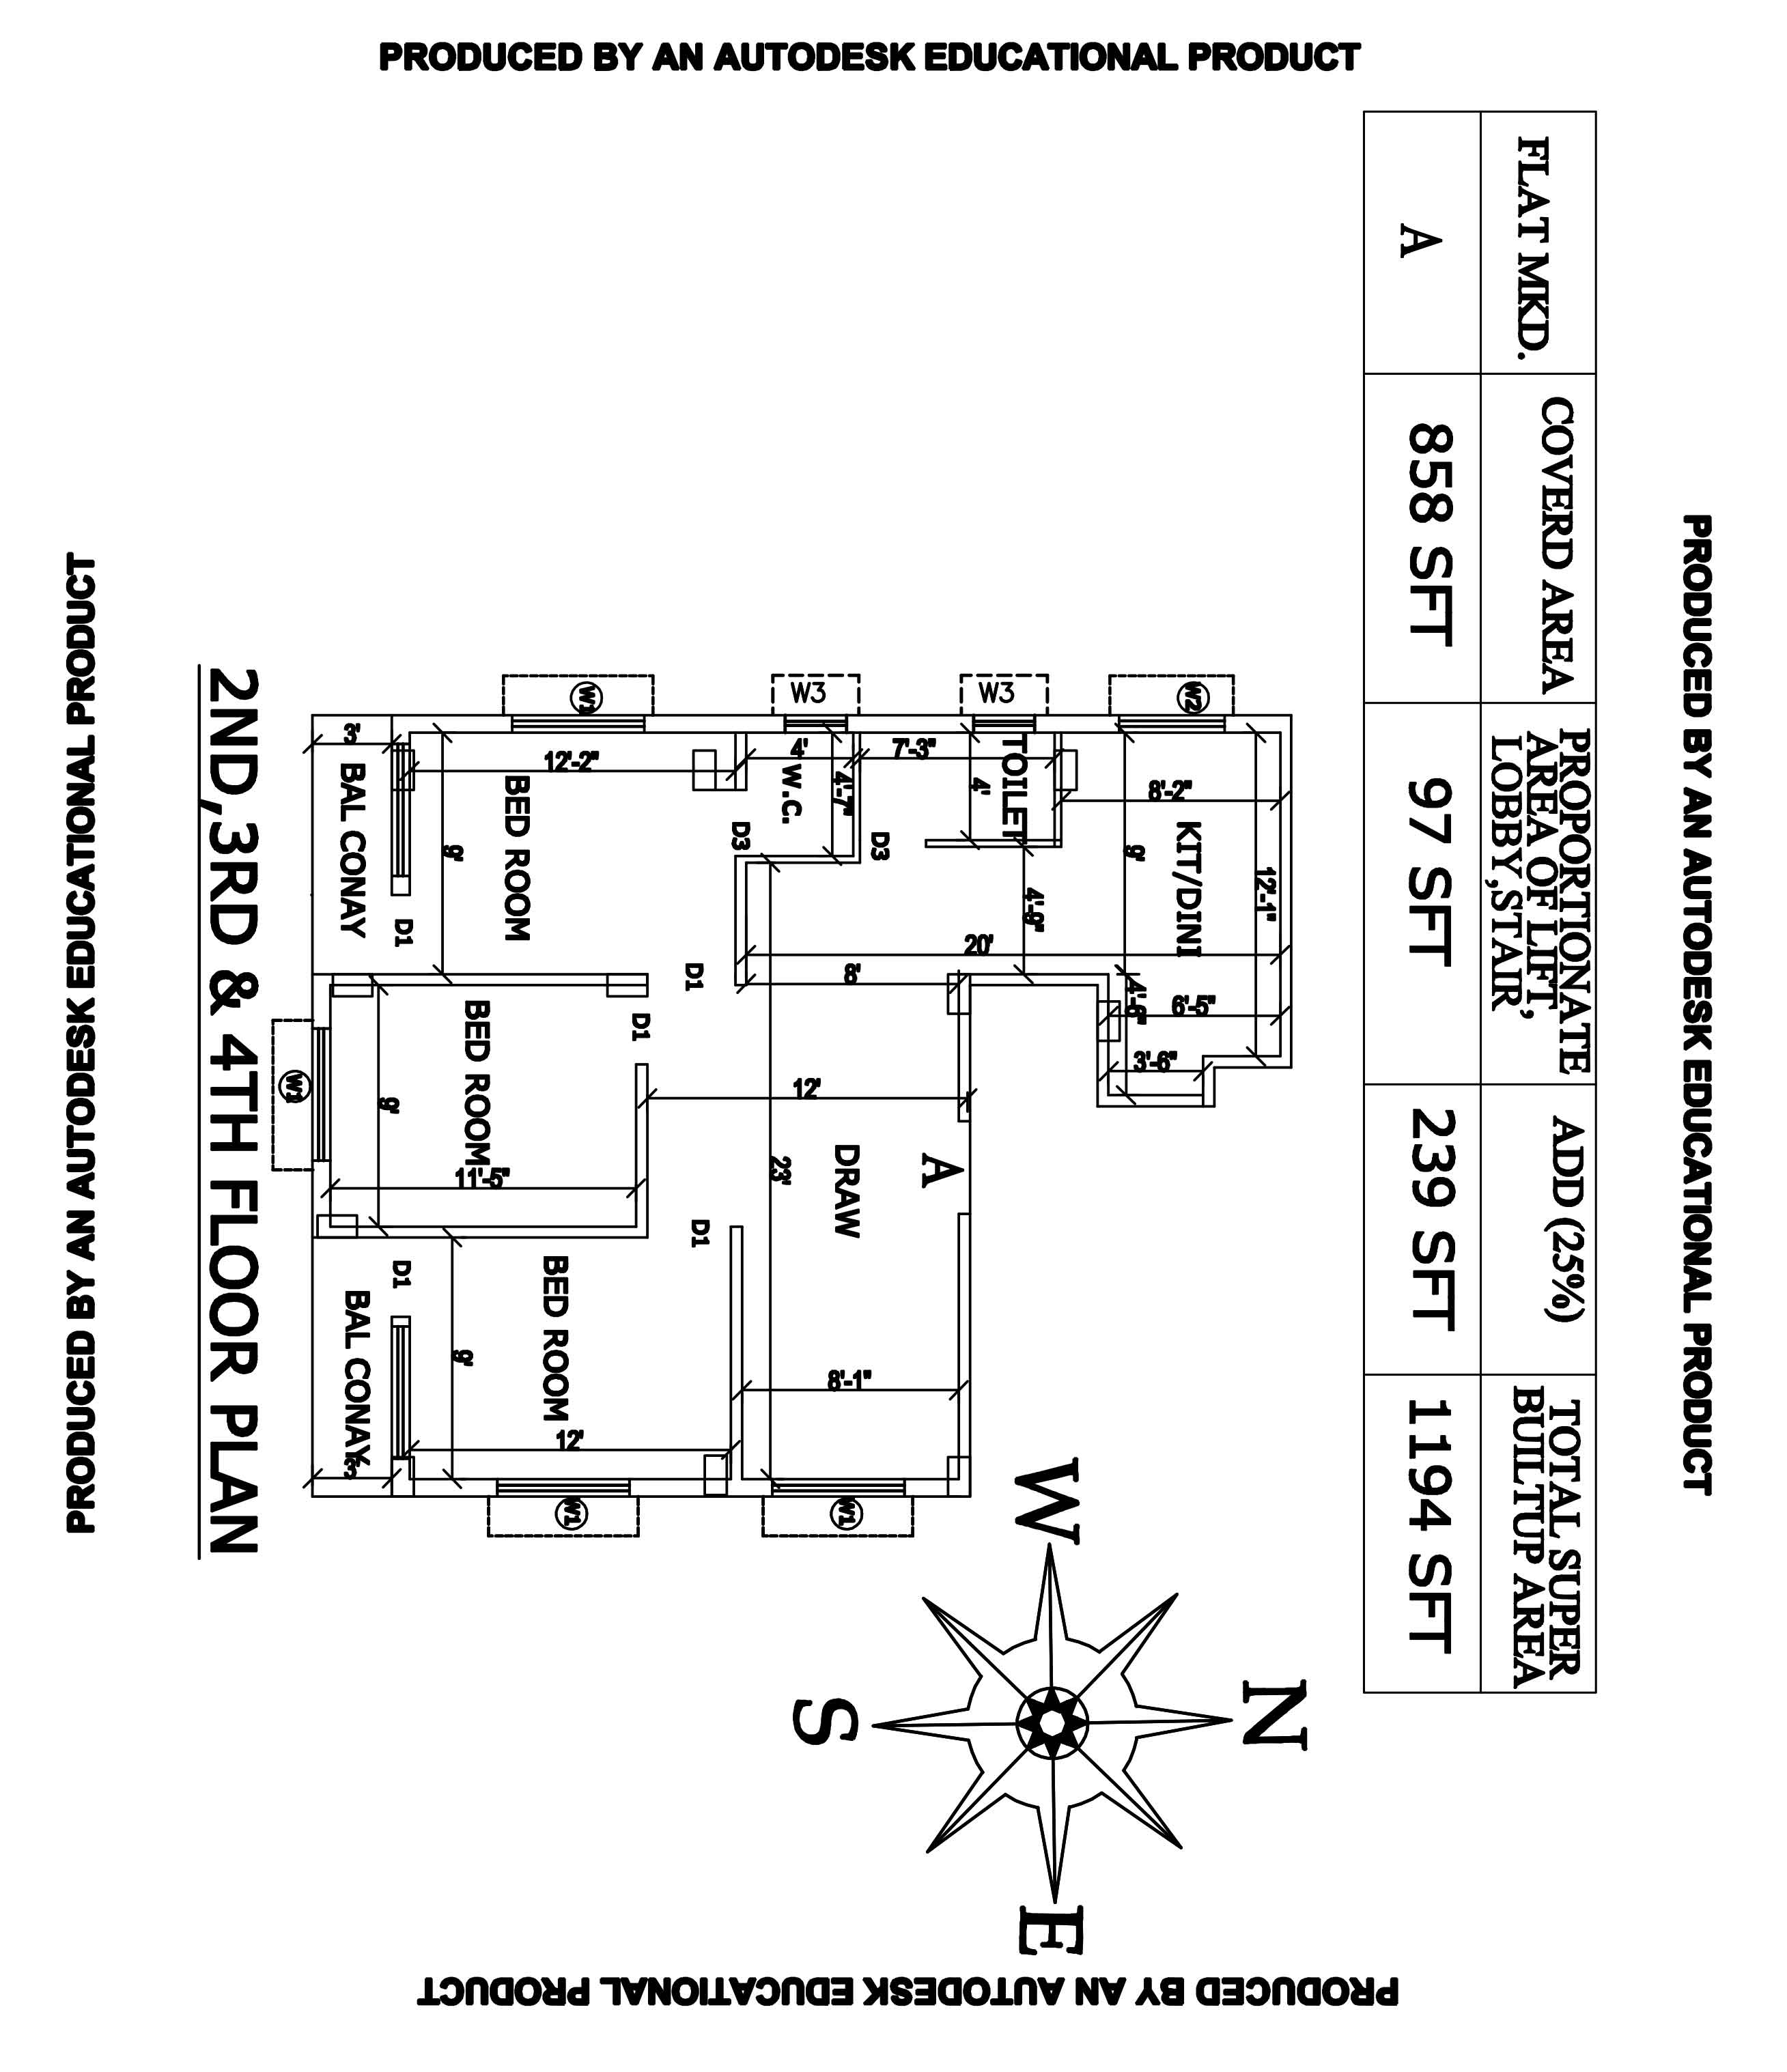 PRODUCED BY AN AUTODESK EDUCATIONAL PRODUCT
PRODUCED BY AN AUTODESK EDUCATIONAL PRODUCT
FLAT MKD.
COVERD AREA
PROPORTIONATE
AREA OF LIFT,
LOBBY,STAIR
ADD (25%)
TOTAL SUPER
BUILTUP AREA
A
858 SFT
97 SFT
239 SFT
1194 SFT
W2
8'-2"
KIT/DINI
9'
12'-1"
4'-6"
6'-5"
3'-6"
W3
TOILET
7'-3"
4'
4'-9"
20'
D3
W3
4'
W.C.
4'-7"
D3
8'
12'
DRAW
A
23'
8'-1"
W1
W1
12'-2"
BED ROOM
9'
D1
D1
BED ROOM
9'
11'-5"
W1
D1
BED ROOM
9'
12'
W1
3'
BAL CONAY
D1
D1
BAL CONAY
3'
N
W
E
S
2ND,3RD & 4TH FLOOR PLAN
PRODUCED BY AN AUTODESK EDUCATIONAL PRODUCT
PRODUCED BY AN AUTODESK EDUCATIONAL PRODUCT